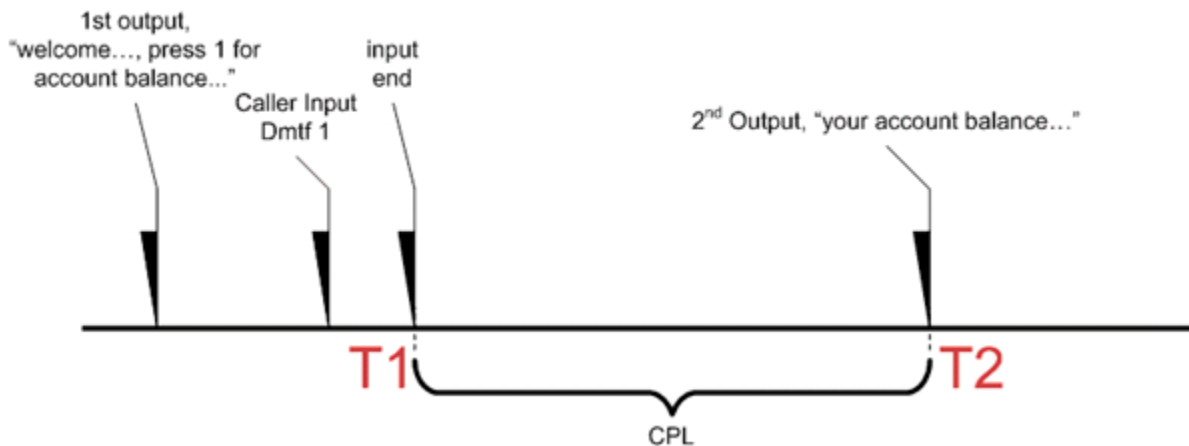 1st output,
“welcome…, press 1 for
account balance...”
Caller Input
Dmtf 1
input
end
2nd Output, “your account balance…”
T1
T2
CPL